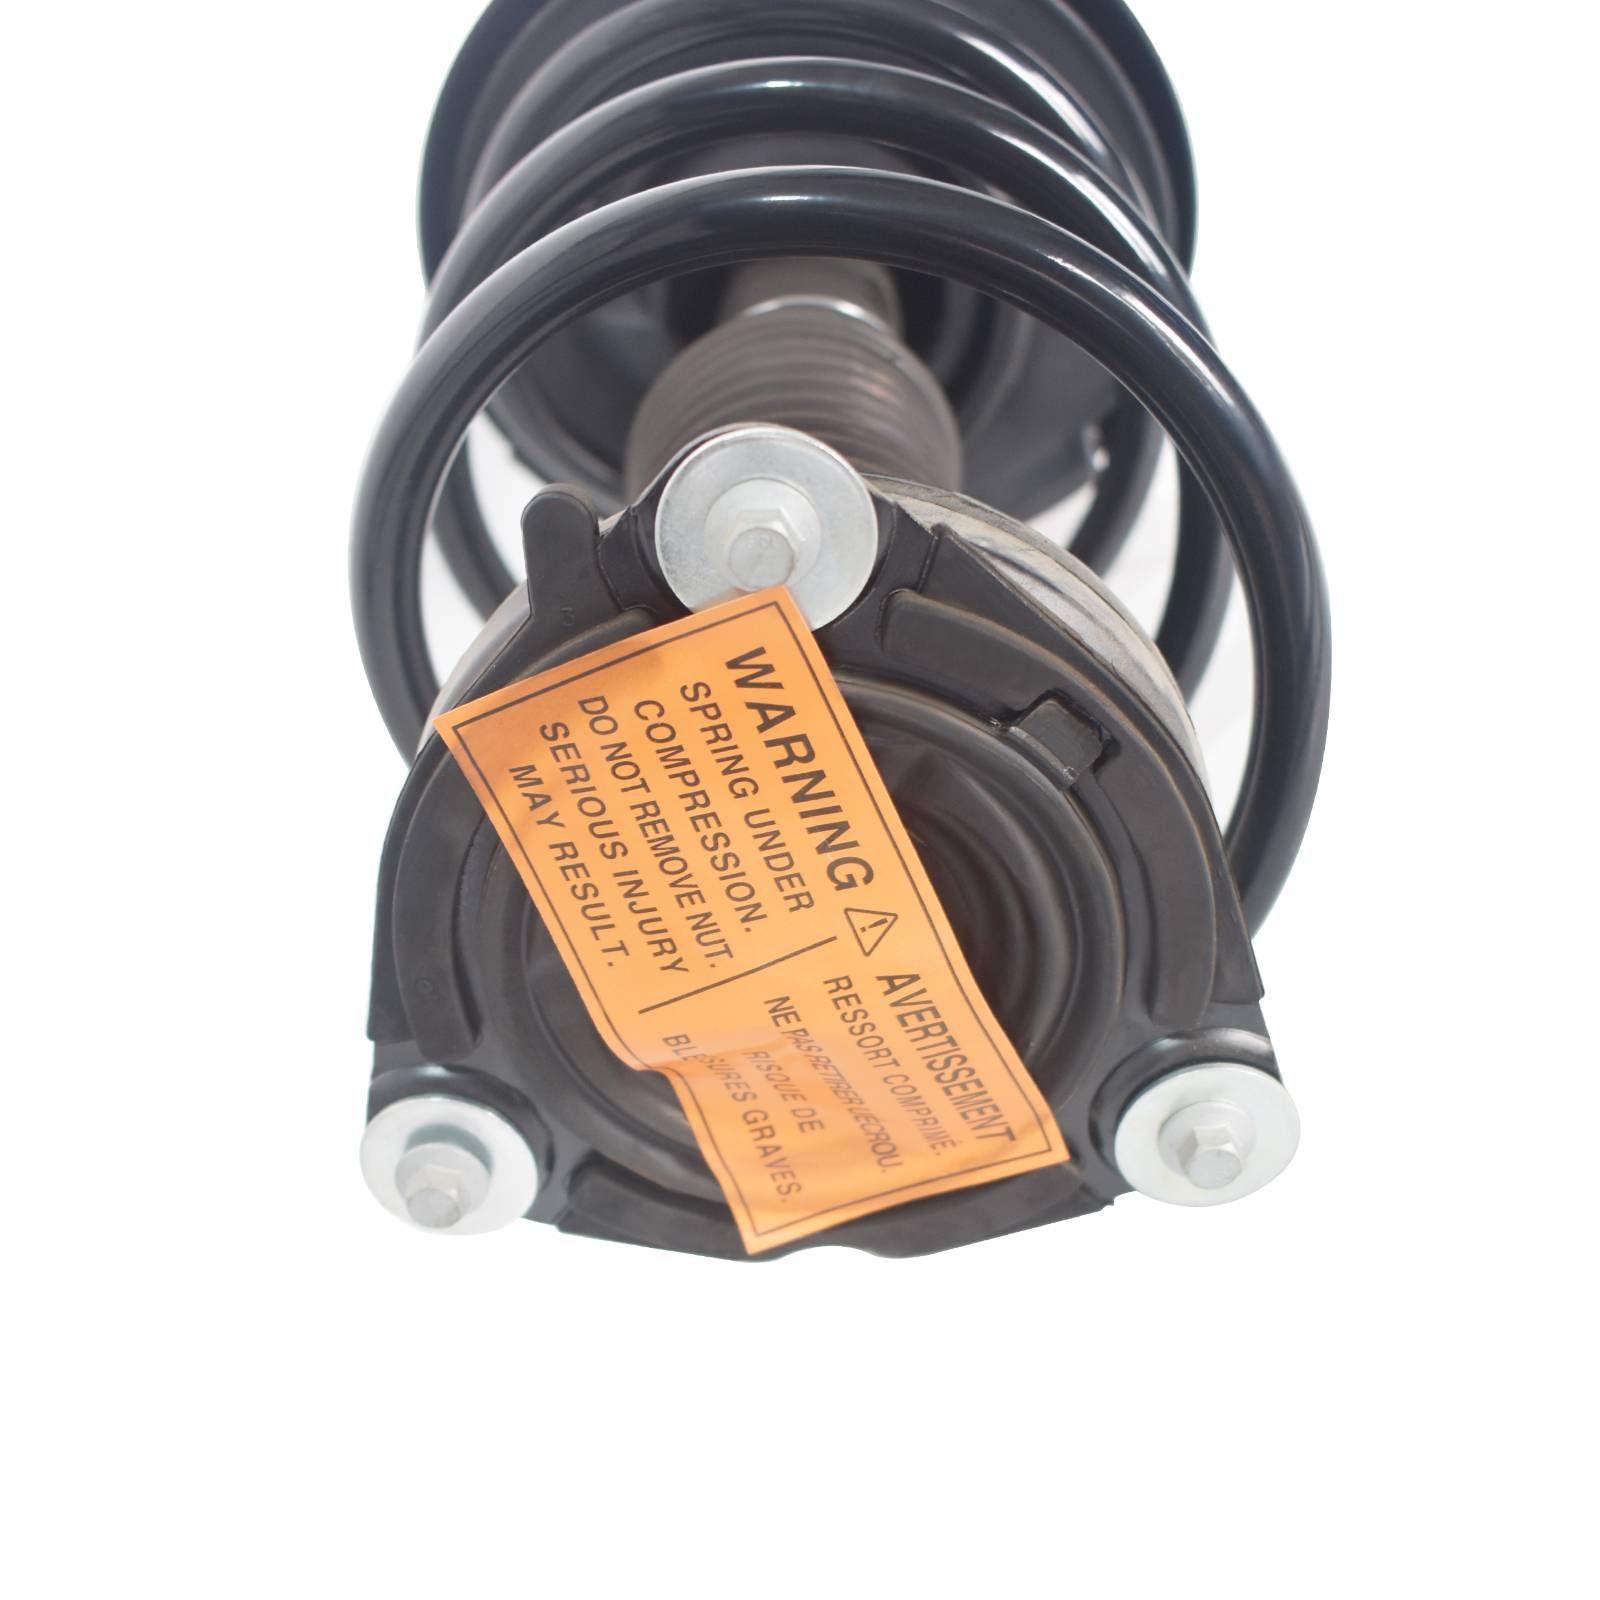 WARNING
SPRING UNDER
COMPRESSION.
DO NOT REMOVE NUT.
SERIOUS INJURY
MAY RESULT.
AVERTISSEMENT
RESSORT COMPRIMÉ.
NE PAS RETIRER L'ÉCROU.
RISQUE DE
BLESSURES GRAVES.